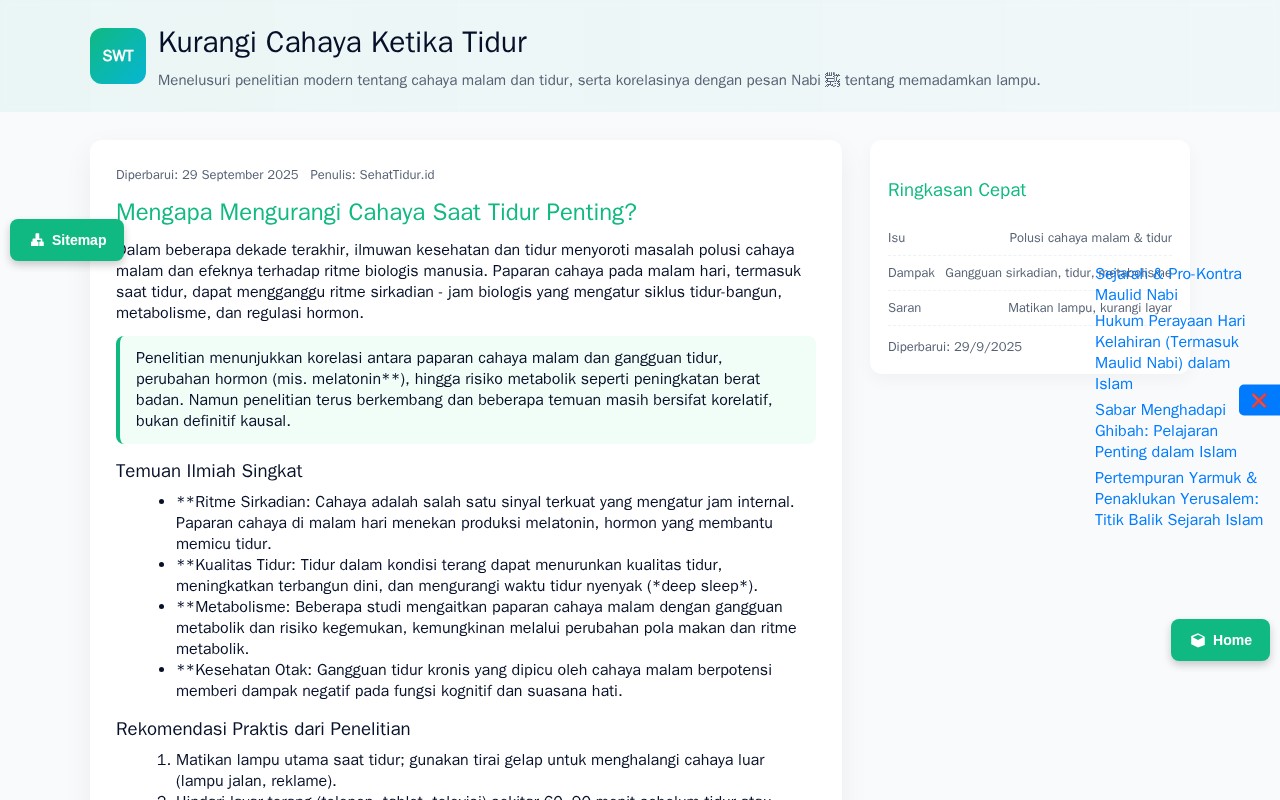 SWT
Kurangi Cahaya Ketika Tidur
Menelusuri penelitian modern tentang cahaya malam dan tidur, serta korelasinya dengan pesan Nabi ﷺ tentang memadamkan lampu.
Diperbarui: 29 September 2025 Penulis: SehatTidur.id
Mengapa Mengurangi Cahaya Saat Tidur Penting?
Sitemap
Dalam beberapa dekade terakhir, ilmuwan kesehatan dan tidur menyoroti masalah polusi cahaya
malam dan efeknya terhadap ritme biologis manusia. Paparan cahaya pada malam hari, termasuk
saat tidur, dapat mengganggu ritme sirkadian - jam biologis yang mengatur siklus tidur-bangun,
metabolisme, dan regulasi hormon.
Penelitian menunjukkan korelasi antara paparan cahaya malam dan gangguan tidur,
perubahan hormon (mis. melatonin**), hingga risiko metabolik seperti peningkatan berat
badan. Namun penelitian terus berkembang dan beberapa temuan masih bersifat korelatif,
bukan definitif kausal.
Temuan Ilmiah Singkat
• **Ritme Sirkadian: Cahaya adalah salah satu sinyal terkuat yang mengatur jam internal.
Paparan cahaya di malam hari menekan produksi melatonin, hormon yang membantu
memicu tidur.
• **Kualitas Tidur: Tidur dalam kondisi terang dapat menurunkan kualitas tidur,
meningkatkan terbangun dini, dan mengurangi waktu tidur nyenyak (*deep sleep*).
• **Metabolisme: Beberapa studi mengaitkan paparan cahaya malam dengan gangguan
metabolik dan risiko kegemukan, kemungkinan melalui perubahan pola makan dan ritme
metabolik.
• **Kesehatan Otak: Gangguan tidur kronis yang dipicu oleh cahaya malam berpotensi
memberi dampak negatif pada fungsi kognitif dan suasana hati.
Rekomendasi Praktis dari Penelitian
1. Matikan lampu utama saat tidur; gunakan tirai gelap untuk menghalangi cahaya luar
(lampu jalan, reklame).
Ringkasan Cepat
Isu Polusi cahaya malam & tidur
Dampak Gangguan sirkadian, tidur, metabolisme
Saran Matikan lampu, kurangi layar
Diperbarui: 29/9/2025
Sejarah & Pro-Kontra
Maulid Nabi
Hukum Perayaan Hari
Kelahiran (Termasuk
Maulid Nabi) dalam
Islam
Sabar Menghadapi
Ghibah: Pelajaran
Penting dalam Islam
Pertempuran Yarmuk &
Penaklukan Yerusalem:
Titik Balik Sejarah Islam
Home